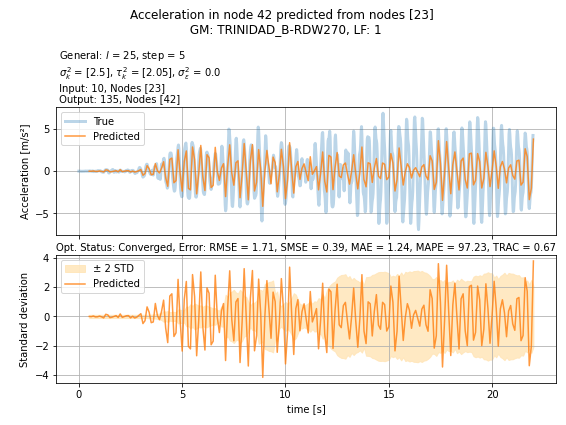 Acceleration in node 42 predicted from nodes [23]
GM: TRINIDAD_B-RDW270, LF: 1
General: l = 25, step = 5
σ²ₖ = [2.5], τ²ₖ = [2.05], σ²ε = 0.0
Input: 10, Nodes [23]
Output: 135, Nodes [42]
True
Predicted
Acceleration [m/s²]
5
0
−5
Opt. Status: Converged, Error: RMSE = 1.71, SMSE = 0.39, MAE = 1.24, MAPE = 97.23, TRAC = 0.67
± 2 STD
Predicted
Standard deviation
4
2
0
−2
−4
0 5 10 15 20
time [s]